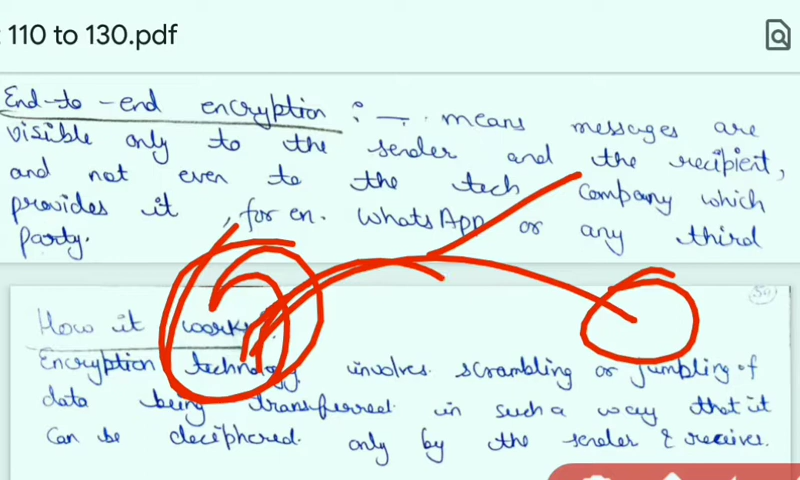 110 to 130.pdf
End-to-end encryption :- means messages are
visible only to the sender and the recipient,
and not even to the tech company which
provides it, for en. WhatsApp or any third
party.
50
How it works
Encryption technology involves scrambling or jumbling of
data being transferred in such a way that it
can be deciphered only by the sender & receiver.